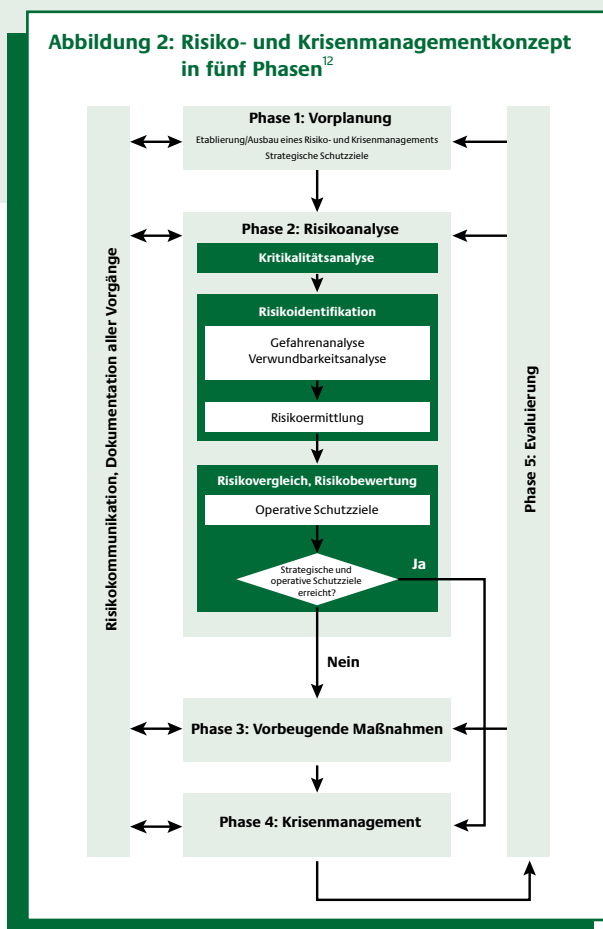 Abbildung 2: Risiko- und Krisenmanagementkonzept
in fünf Phasen12
Phase 1: Vorplanung
Etablierung/Ausbau eines Risiko- und Krisenmanagements
Strategische Schutzziele
Phase 2: Risikoanalyse
Kritikalitätsanalyse
Risikoidentifikation
Gefahrenanalyse
Verwundbarkeitsanalyse
Risikoermittlung
Risikovergleich, Risikobewertung
Operative Schutzziele
Strategische und
operative Schutzziele
erreicht?
Ja
Nein
Phase 3: Vorbeugende Maßnahmen
Phase 4: Krisenmanagement
Risikokommunikation, Dokumentation aller Vorgänge
Phase 5: Evaluierung